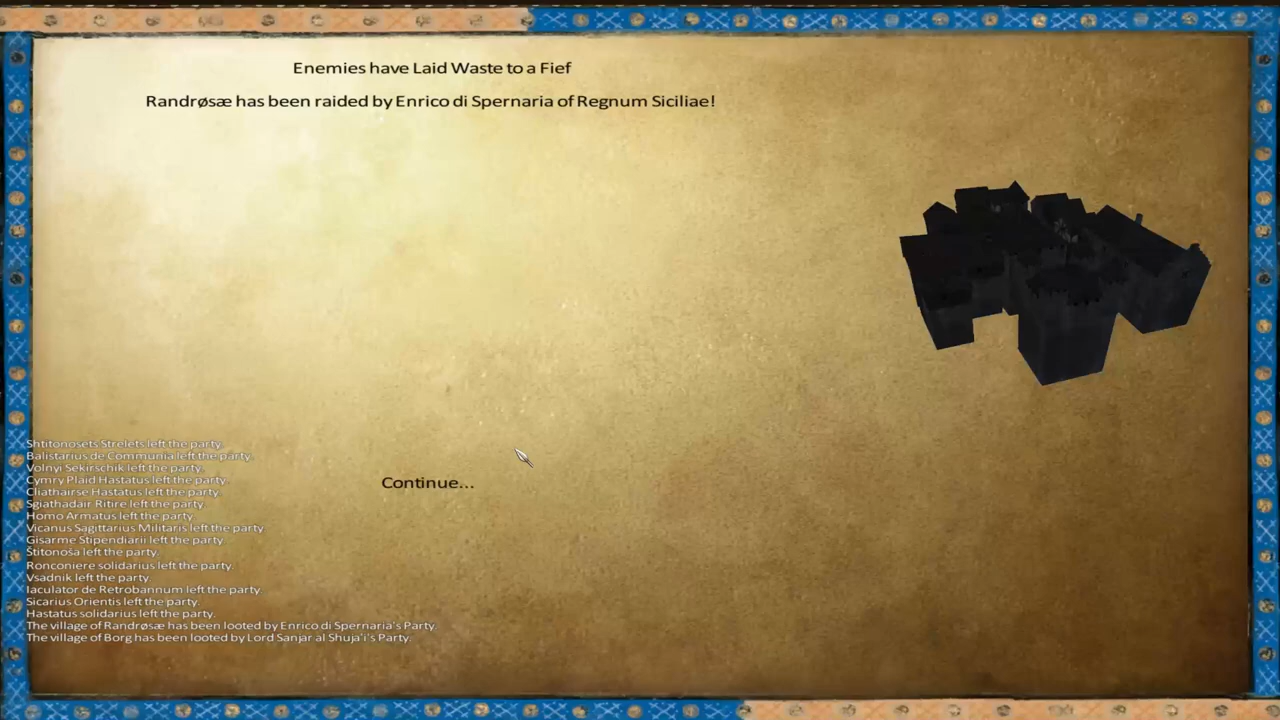 Enemies have Laid Waste to a Fief
Randrøsæ has been raided by Enrico di Spernaria of Regnum Siciliae!
Shtitonosets Strelets left the party.
Balistarius de Communia left the party.
Volnyi Sekirschik left the party.
Cymry Plaid Hastatus left the party.
Cliathairse Hastatus left the party.
Sgiathadair Ritire left the party.
Homo Armatus left the party.
Vicanus Sagittarius Militaris left the party.
Gisarme Stipendiarii left the party.
Štitonoša left the party.
Ronconiere solidarius left the party.
Vsadnik left the party.
Iaculator de Retrobannum left the party.
Sicarius Orientis left the party.
Hastatus solidarius left the party.
The village of Randrøsæ has been looted by Enrico di Spernaria's Party.
The village of Borg has been looted by Lord Sanjar al Shuja'i's Party.
Continue...